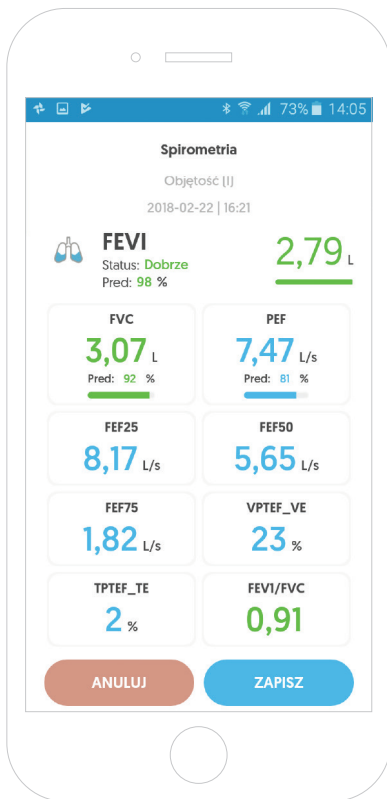 73% 14:05
Spirometria
Objętość (l)
2018-02-22 | 16:21
FEVI
2,79 L
Status: Dobrze
Pred: 98 %
FVC PEF
3,07 L 7,47 L/s
Pred: 92 % Pred: 81 %
FEF25 FEF50
8,17 L/s 5,65 L/s
FEF75 VPTEF_VE
1,82 L/s 23 %
TPTEF_TE FEV1/FVC
2 % 0,91
ANULUJ ZAPISZ